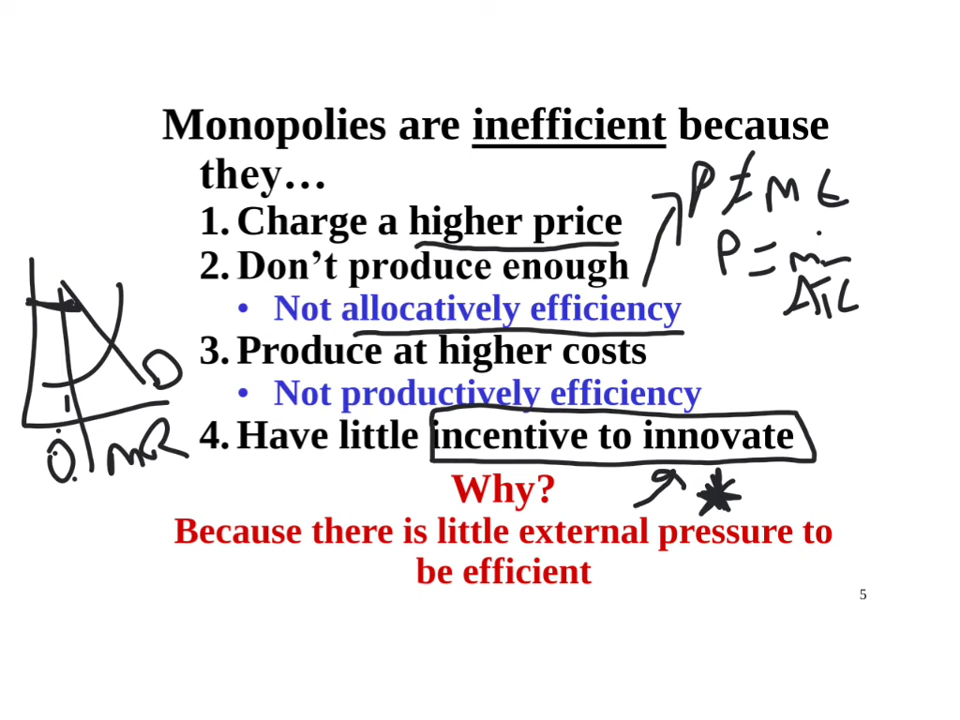 Monopolies are inefficient because
they…
1. Charge a higher price
P ≠ MC
2. Don't produce enough
P = min
ATC
• Not allocatively efficiency
3. Produce at higher costs
D
• Not productively efficiency
4. Have little incentive to innovate
MR
Why?
Because there is little external pressure to
be efficient
5